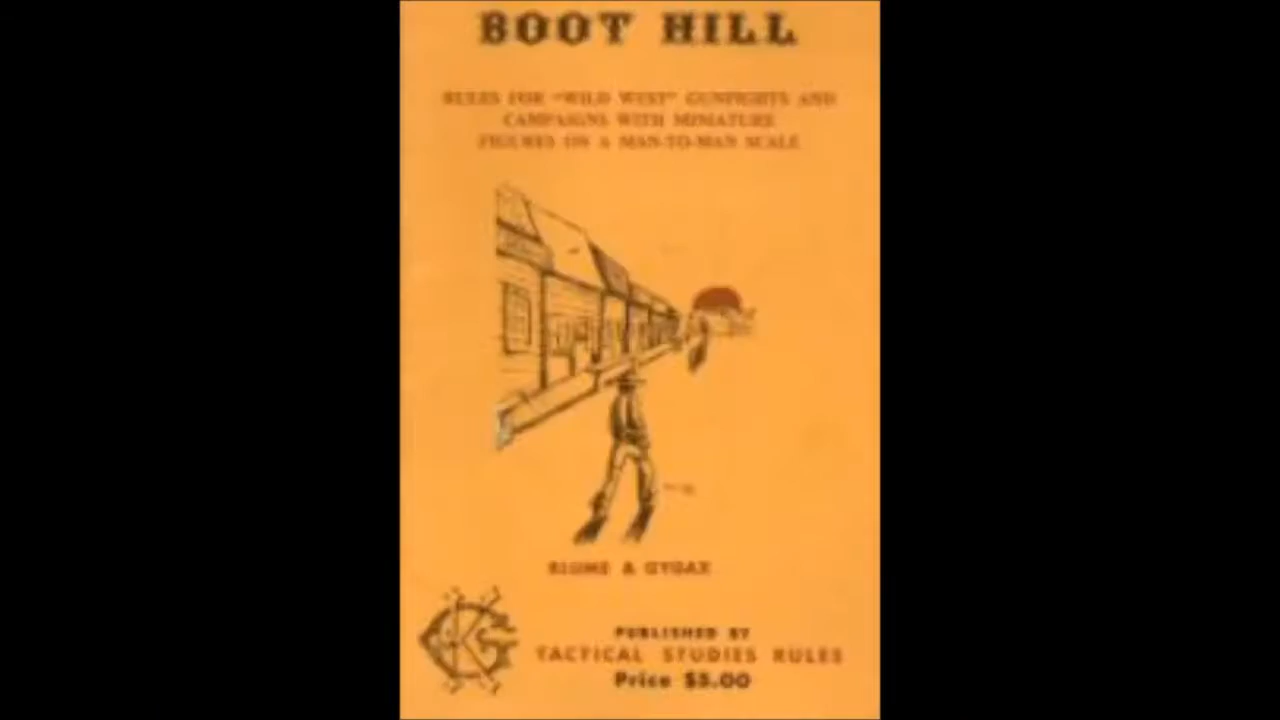 BOOT HILL
RULES FOR "WILD WEST" GUNFIGHTS AND
CAMPAIGNS WITH MINIATURE
FIGURES ON A MAN-TO-MAN SCALE
BLUME & GYGAX
GKS
PUBLISHED BY
TACTICAL STUDIES RULES
Price $5.00